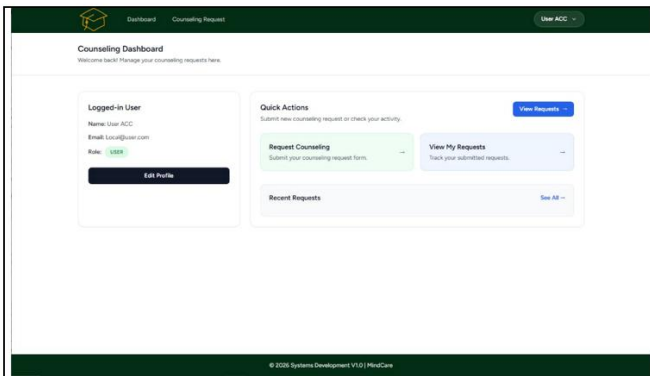 Dashboard Counseling Request User ACC
Counseling Dashboard
Welcome back! Manage your counseling requests here.
Logged-in User
Name: User ACC
Email: Local@user.com
Role: USER
Edit Profile
Quick Actions
Submit new counseling request or check your activity.
View Requests →
Request Counseling
Submit your counseling request form.
→
View My Requests
Track your submitted requests.
→
Recent Requests
See All →
© 2026 Systems Development V1.0 | MindCare